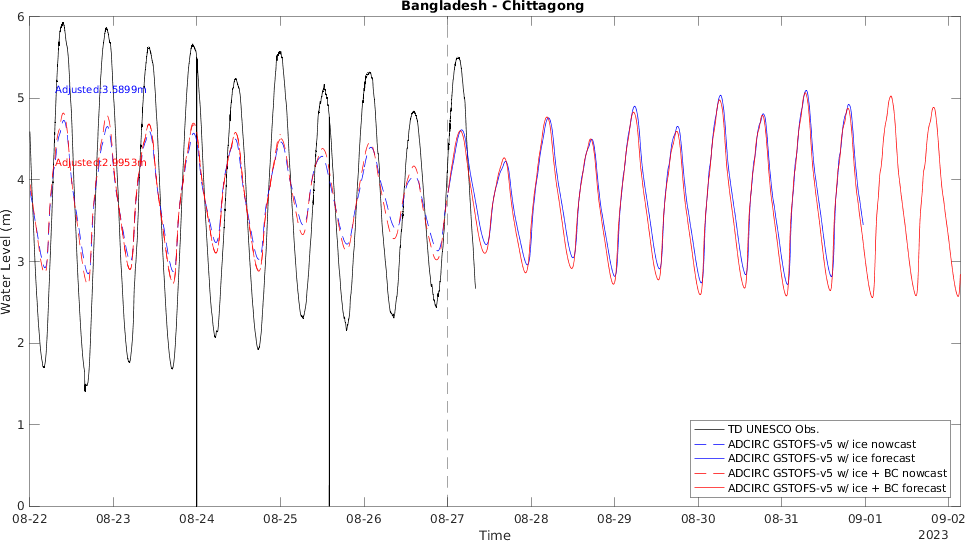 Bangladesh - Chittagong
Water Level (m)
6
5
4
3
2
1
0
Adjusted:3.5899m
Adjusted:2.9953m
TD UNESCO Obs.
ADCIRC GSTOFS-v5 w/ ice nowcast
ADCIRC GSTOFS-v5 w/ ice forecast
ADCIRC GSTOFS-v5 w/ ice + BC nowcast
ADCIRC GSTOFS-v5 w/ ice + BC forecast
08-22 08-23 08-24 08-25 08-26 08-27 08-28 08-29 08-30 08-31 09-01 09-02
Time
2023